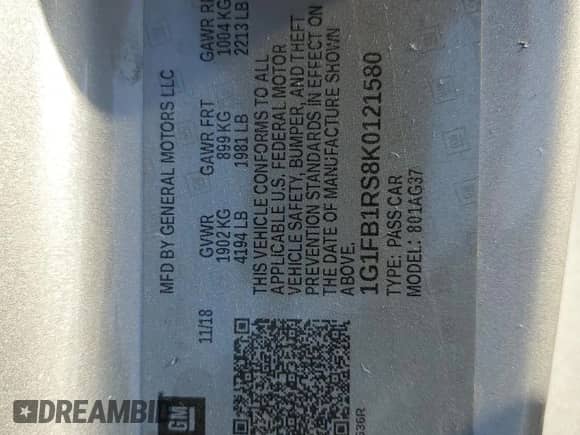 MFD BY GENERAL MOTORS LLC
11/18 GVWR GAWR FRT GAWR
1902 KG 899 KG 1004 KG
4194 LB 1981 LB 2213 LB
THIS VEHICLE CONFORMS TO ALL
APPLICABLE U.S. FEDERAL MOTOR
VEHICLE SAFETY, BUMPER, AND THEFT
PREVENTION STANDARDS IN EFFECT ON
THE DATE OF MANUFACTURE SHOWN
ABOVE.
1G1FB1RS8K0121580
TYPE: PASS CAR
MODEL: 801AG37
GM
DREAMBID